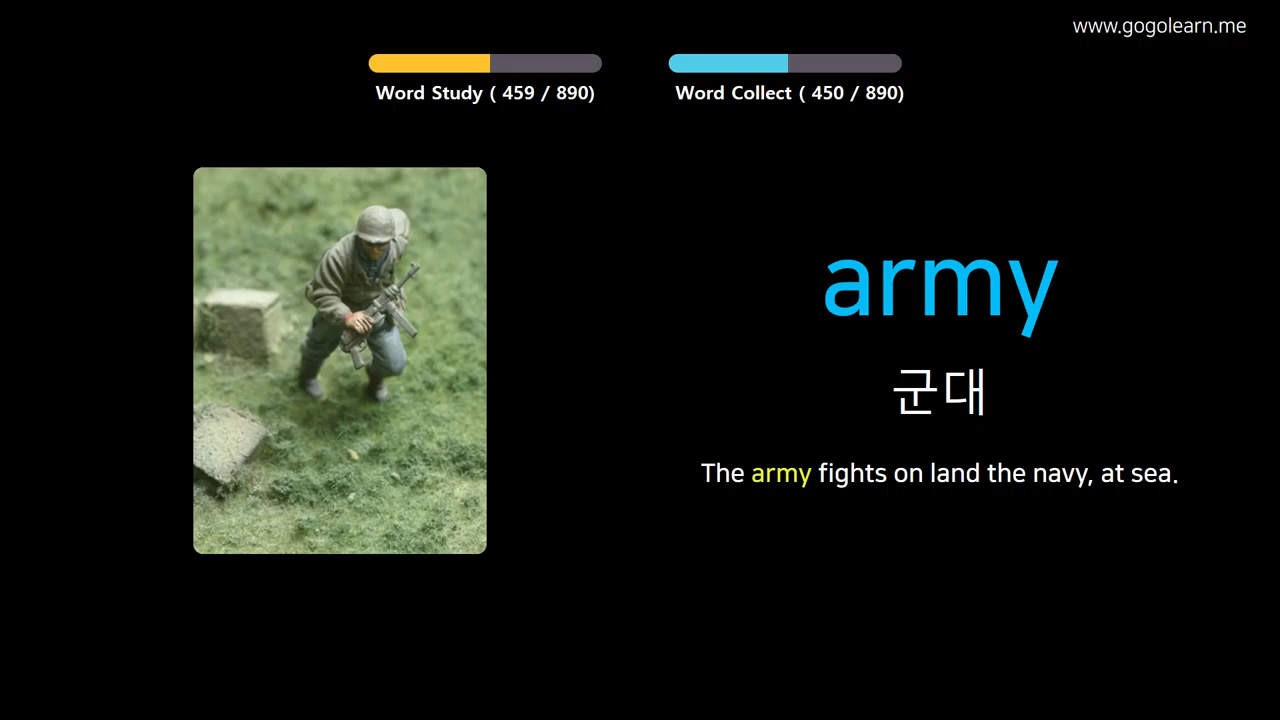 www.gogolearn.me
Word Study ( 459 / 890)
Word Collect ( 450 / 890)
army
군대
The army fights on land the navy, at sea.